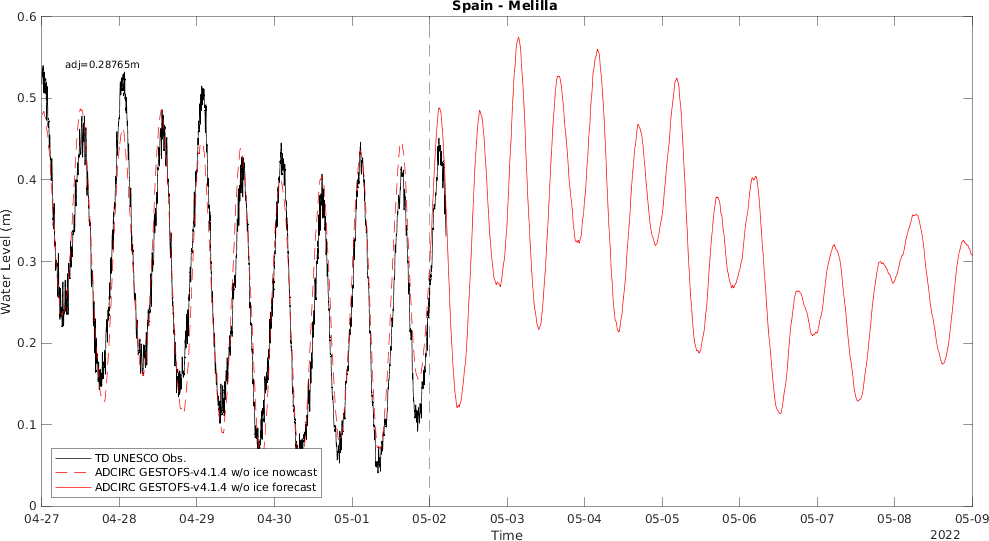 Spain - Melilla
adj=0.28765m
0.6
0.5
0.4
0.3
0.2
0.1
0
Water Level (m)
TD UNESCO Obs.
ADCIRC GESTOFS-v4.1.4 w/o ice nowcast
ADCIRC GESTOFS-v4.1.4 w/o ice forecast
04-27 04-28 04-29 04-30 05-01 05-02 05-03 05-04 05-05 05-06 05-07 05-08 05-09
Time
2022